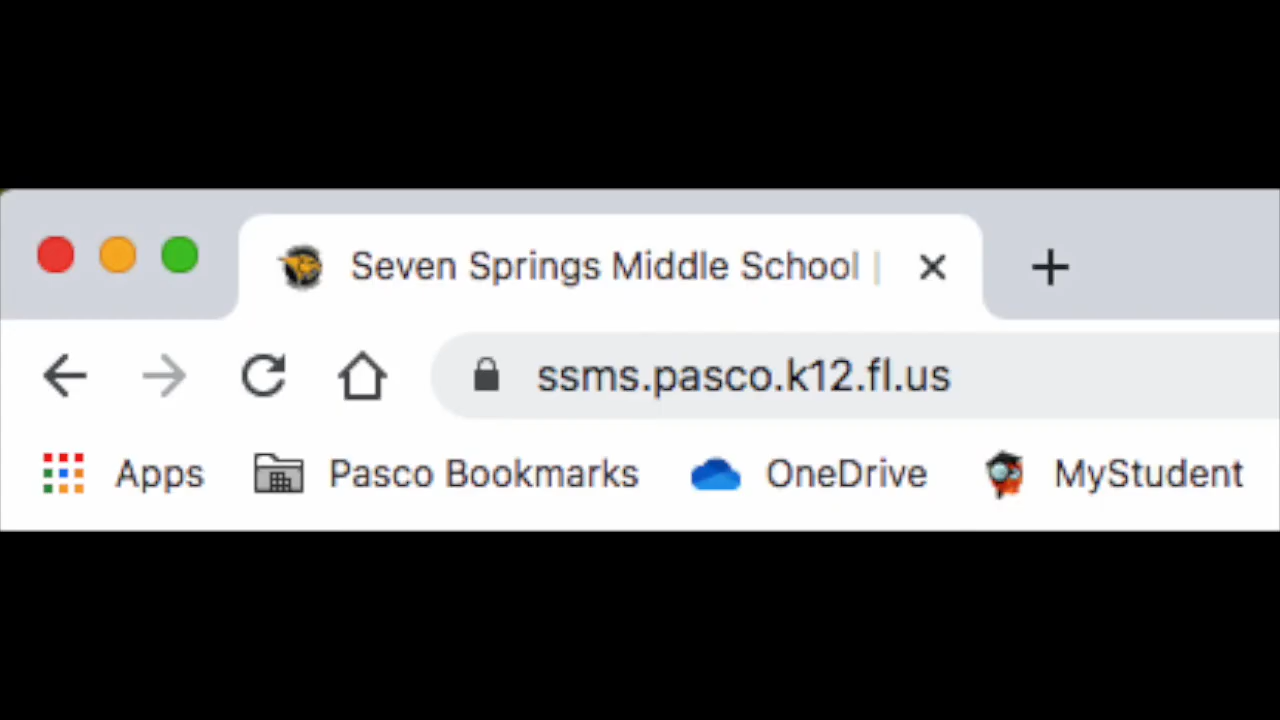 Seven Springs Middle School |
ssms.pasco.k12.fl.us
Apps Pasco Bookmarks OneDrive MyStudent